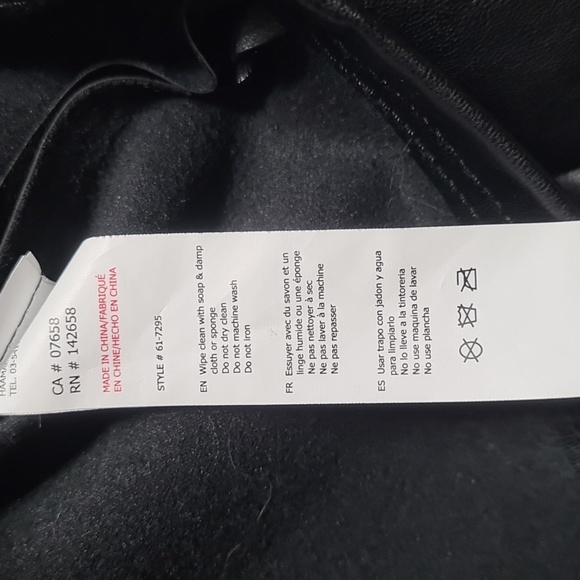 TEL. 03-54
CA # 07658
RN # 142658
MADE IN CHINA/FABRIQUÉ
EN CHINE/HECHO EN CHINA
STYLE # 61-7295
EN Wipe clean with soap & damp
cloth or sponge
Do not dry clean
Do not machine wash
Do not iron
FR Essuyer avec du savon et un
linge humide ou une éponge
Ne pas nettoyer à sec
Ne pas laver à la machine
Ne pas repasser
ES Usar trapo con jadon y agua
para limpiarlo
No lo lleve a la tintoreria
No use maquina de lavar
No use plancha